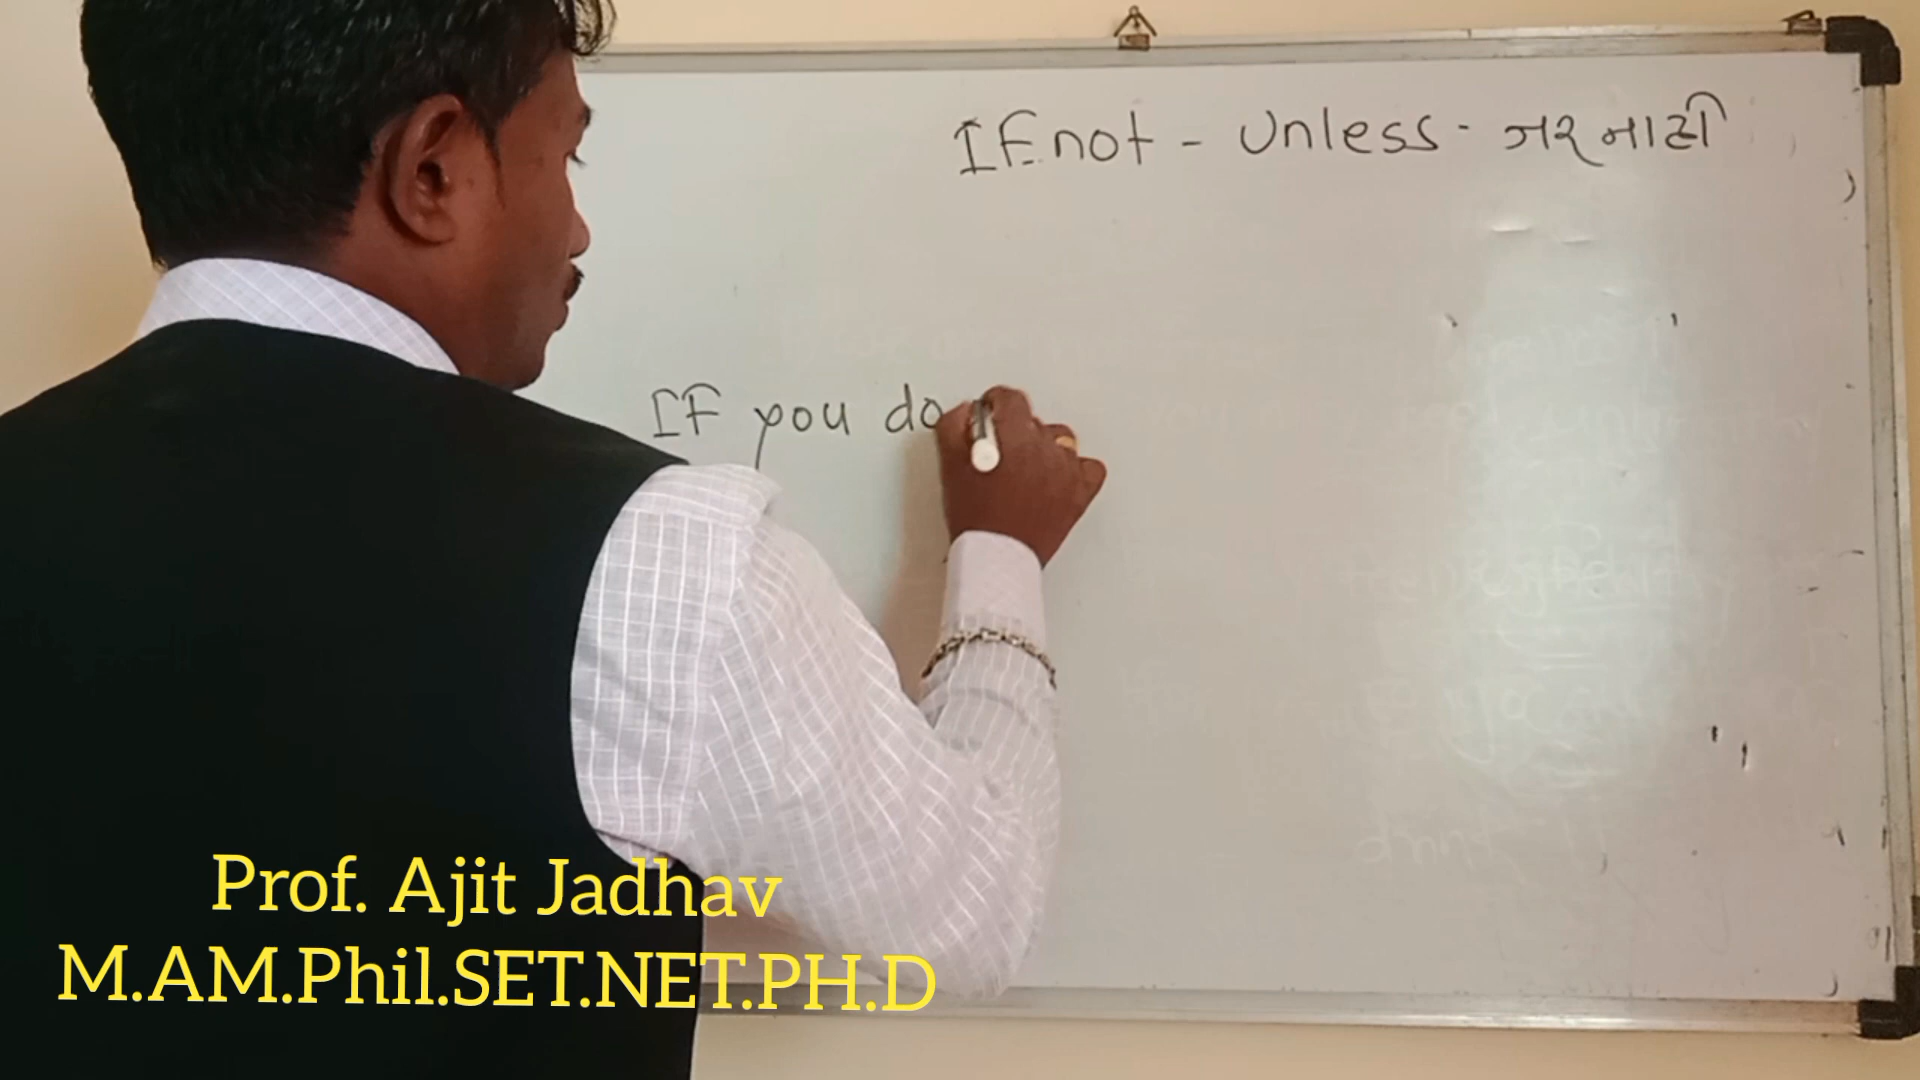 If not - Unless - जर नाही
If you do
Prof. Ajit Jadhav
M.AM.Phil.SET.NET.PH.D